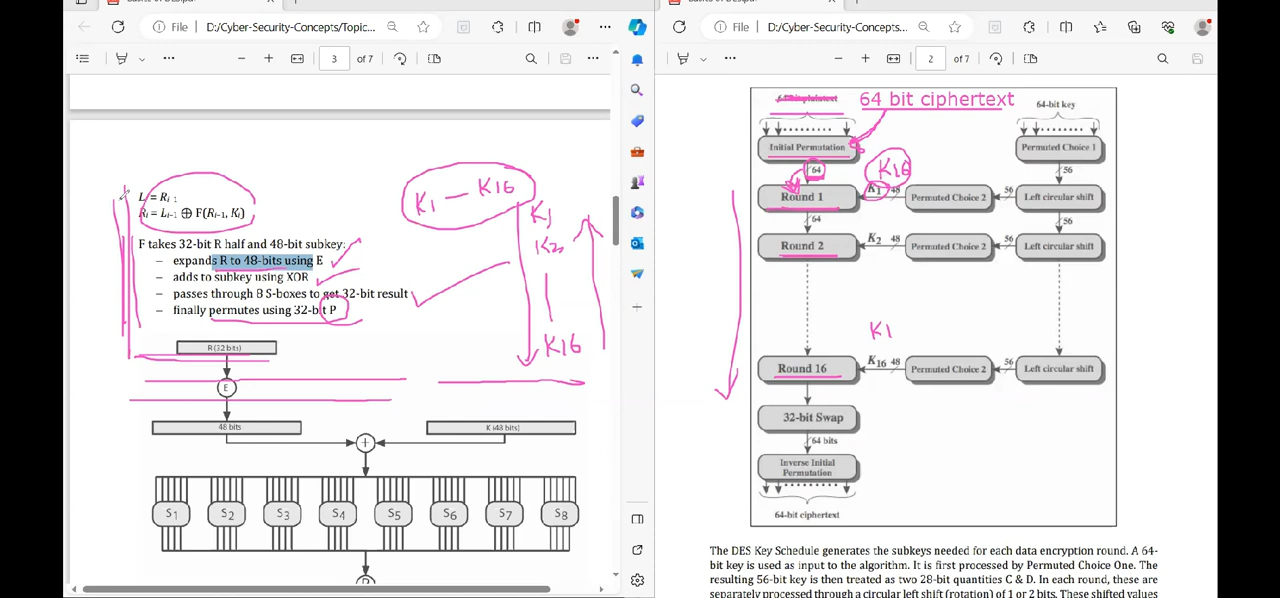 File D:/Cyber-Security-Concepts/Topic...
3 of 7
Lᵢ = Rᵢ₋₁
Rᵢ = Lᵢ₋₁ ⊕ F(Rᵢ₋₁, Kᵢ)
F takes 32-bit R half and 48-bit subkey:
– expands R to 48-bits using E
– adds to subkey using XOR
– passes through 8 S-boxes to get 32-bit result
– finally permutes using 32-bit P
K1 — K16
K1
K2
K16
R (32 bits)
E
48 bits
K (48 bits)
+
S1 S2 S3 S4 S5 S6 S7 S8
File D:/Cyber-Security-Concepts...
2 of 7
64-bit plaintext
64 bit ciphertext
64-bit key
Initial Permutation
Permuted Choice 1
64
K16
56
Round 1
K1 48
Permuted Choice 2
56
Left circular shift
64
56
Round 2
K2 48
Permuted Choice 2
56
Left circular shift
K1
Round 16
K16 48
Permuted Choice 2
56
Left circular shift
32-bit Swap
64 bits
Inverse Initial
Permutation
64-bit ciphertext
The DES Key Schedule generates the subkeys needed for each data encryption round. A 64-
bit key is used as input to the algorithm. It is first processed by Permuted Choice One. The
resulting 56-bit key is then treated as two 28-bit quantities C & D. In each round, these are
separately processed through a circular left shift (rotation) of 1 or 2 bits. These shifted values